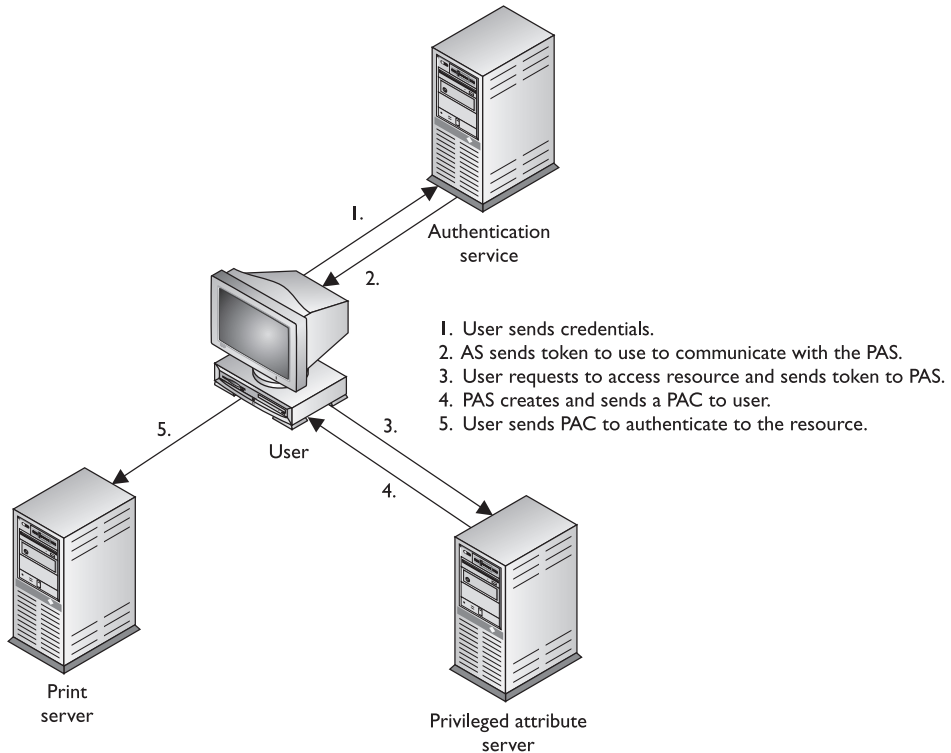 1.
Authentication
service
2.
1. User sends credentials.
2. AS sends token to use to communicate with the PAS.
3. User requests to access resource and sends token to PAS.
4. PAS creates and sends a PAC to user.
5. User sends PAC to authenticate to the resource.
5.
3.
User
4.
Print
server
Privileged attribute
server